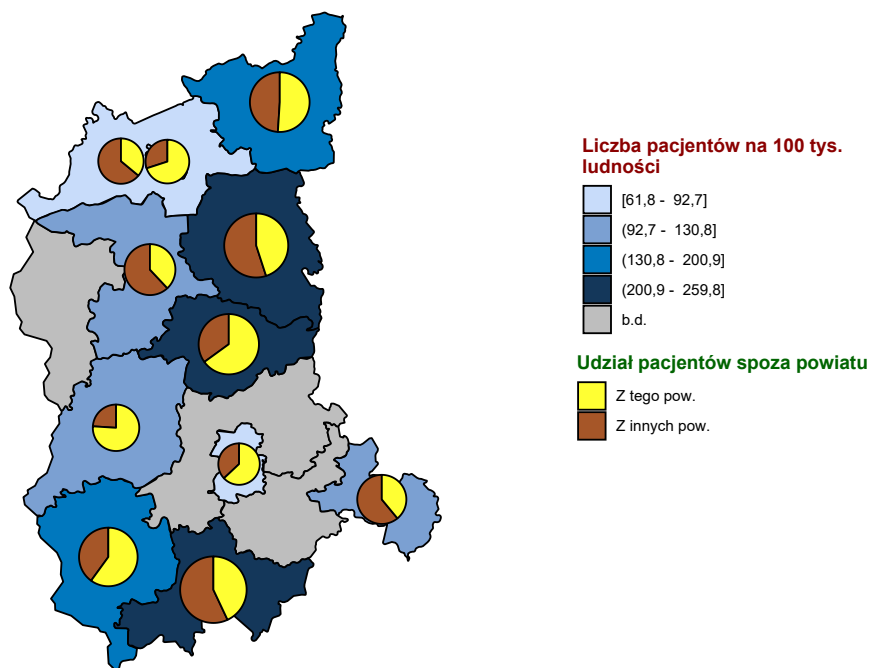 Liczba pacjentów na 100 tys.
ludności
[61,8 - 92,7]
(92,7 - 130,8]
(130,8 - 200,9]
(200,9 - 259,8]
b.d.
Udział pacjentów spoza powiatu
Z tego pow.
Z innych pow.